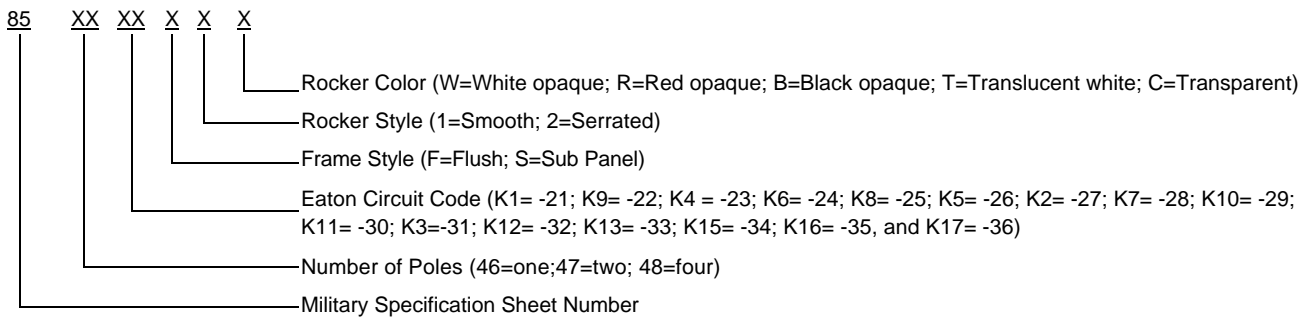 85 XX XX X X X
Rocker Color (W=White opaque; R=Red opaque; B=Black opaque; T=Translucent white; C=Transparent)
Rocker Style (1=Smooth; 2=Serrated)
Frame Style (F=Flush; S=Sub Panel)
Eaton Circuit Code (K1= -21; K9= -22; K4 = -23; K6= -24; K8= -25; K5= -26; K2= -27; K7= -28; K10= -29;
K11= -30; K3=-31; K12= -32; K13= -33; K15= -34; K16= -35, and K17= -36)
Number of Poles (46=one;47=two; 48=four)
Military Specification Sheet Number